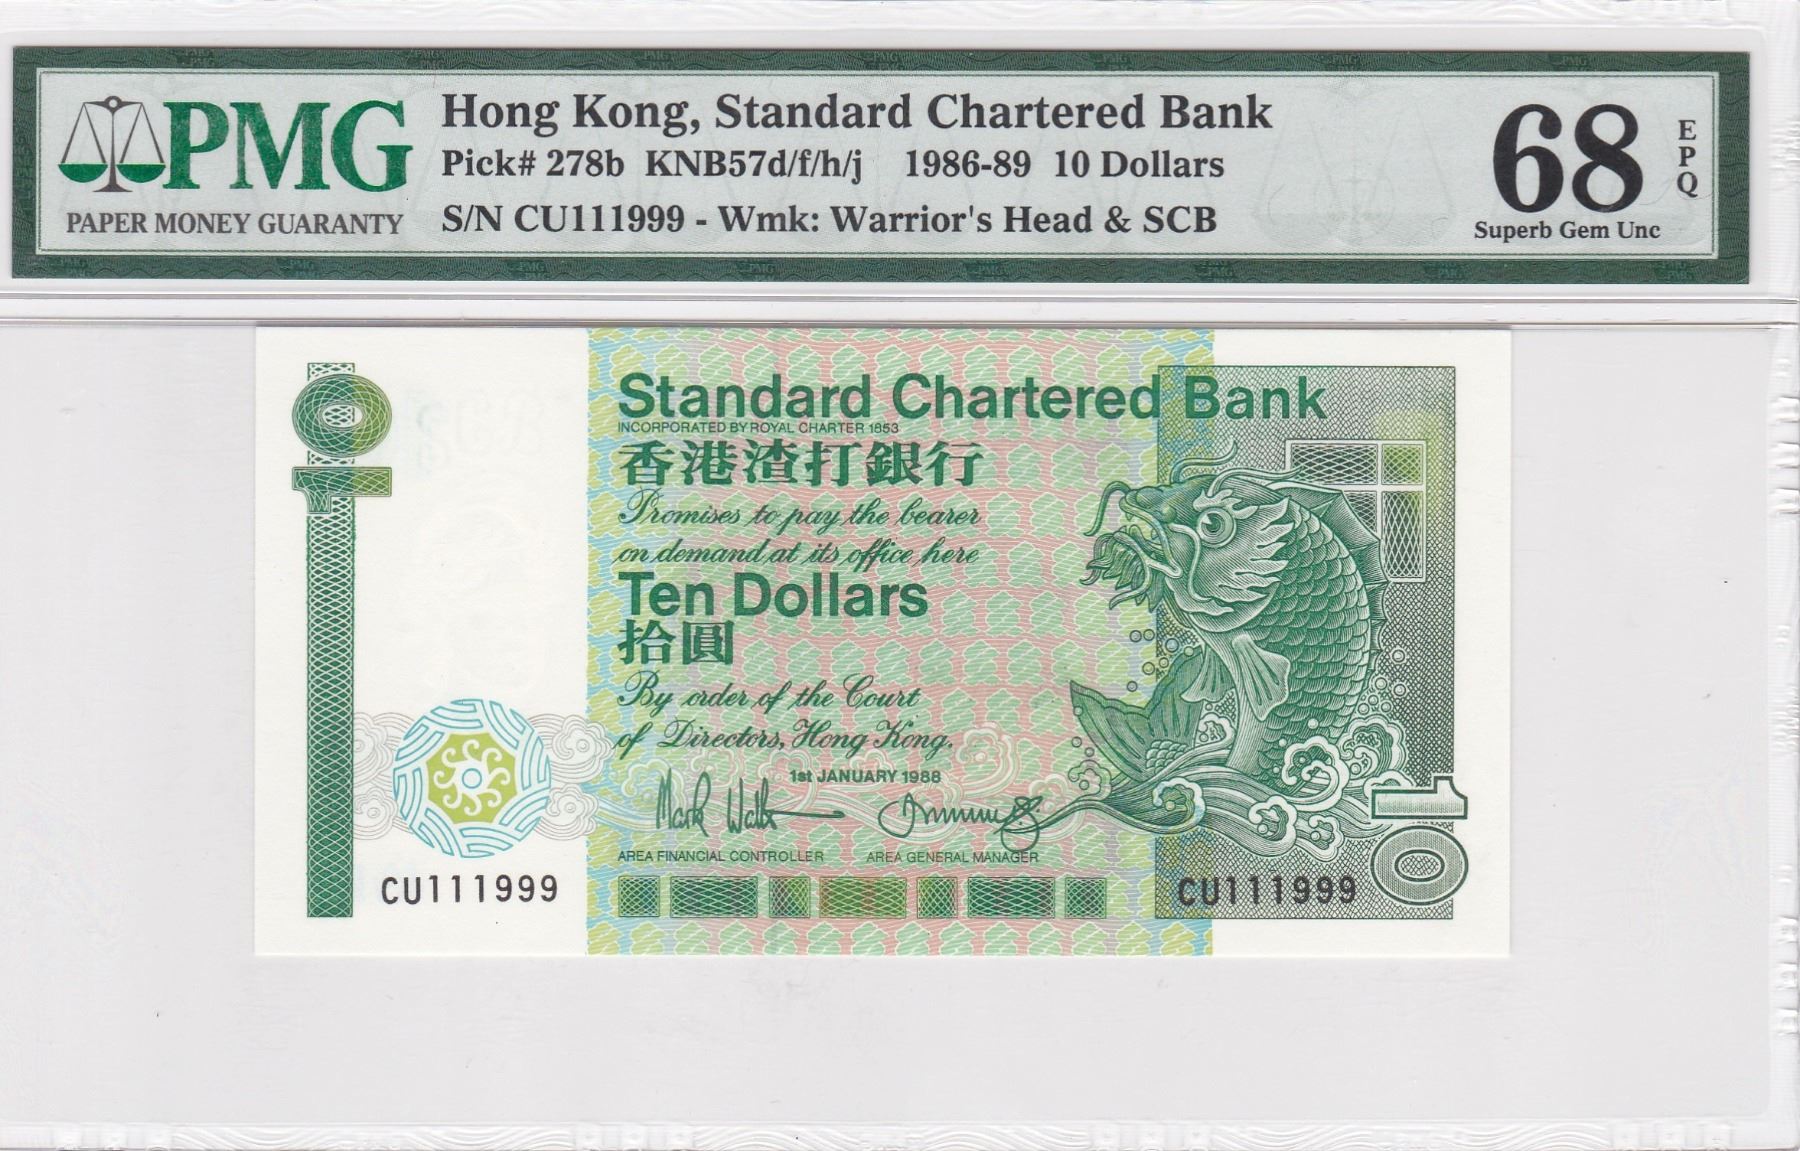 PMG
PAPER MONEY GUARANTY
Hong Kong, Standard Chartered Bank
Pick# 278b KNB57d/f/h/j 1986-89 10 Dollars
S/N CU111999 - Wmk: Warrior's Head & SCB
68
EPQ
Superb Gem Unc
10
Standard Chartered Bank
INCORPORATED BY ROYAL CHARTER 1853
香港渣打銀行
Promises to pay the bearer
on demand at its office here
Ten Dollars
拾圓
By order of the Court
of Directors, Hong Kong.
1st JANUARY 1988
AREA FINANCIAL CONTROLLER AREA GENERAL MANAGER
CU111999
CU111999
10